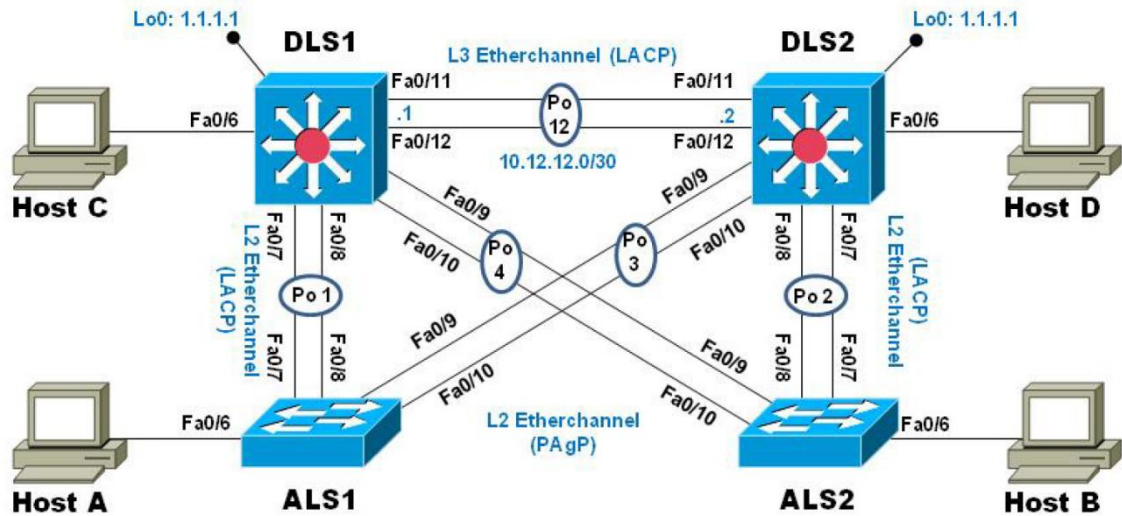 Lo0: 1.1.1.1
Lo0: 1.1.1.1
DLS1
DLS2
L3 Etherchannel (LACP)
Fa0/11
Fa0/11
Fa0/6
.1
Po
12
.2
Fa0/6
Fa0/12
Fa0/12
10.12.12.0/30
Host C
Host D
Fa0/9
Fa0/9
Fa0/7
Fa0/8
Fa0/10
Po
4
Po
3
Fa0/10
Fa0/8
Fa0/7
L2 Etherchannel
(LACP)
Po 1
Po 2
(LACP)
L2 Etherchannel
Fa0/7
Fa0/8
Fa0/9
Fa0/9
Fa0/8
Fa0/7
Fa0/10
Fa0/10
Fa0/6
L2 Etherchannel
(PAgP)
Fa0/6
Host A
ALS1
ALS2
Host B